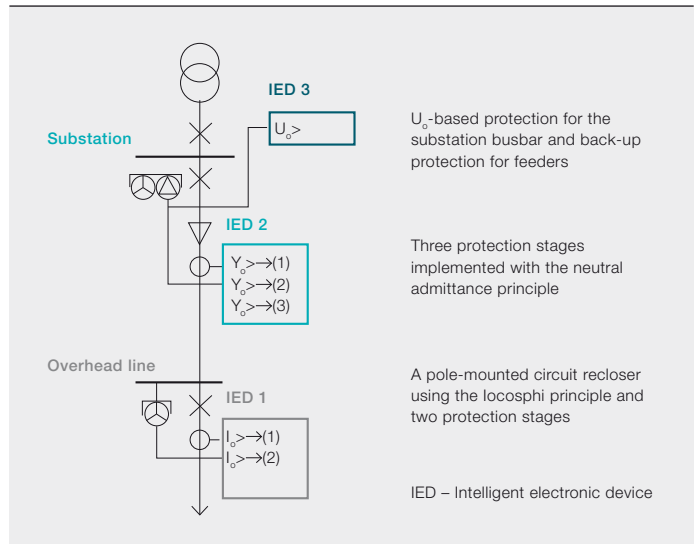 IED 3
U₀>
U₀-based protection for the
substation busbar and back-up
protection for feeders
Substation
IED 2
Y₀>→(1)
Y₀>→(2)
Y₀>→(3)
Three protection stages
implemented with the neutral
admittance principle
Overhead line
IED 1
I₀>→(1)
I₀>→(2)
A pole-mounted circuit recloser
using the Iocosphi principle and
two protection stages
IED – Intelligent electronic device